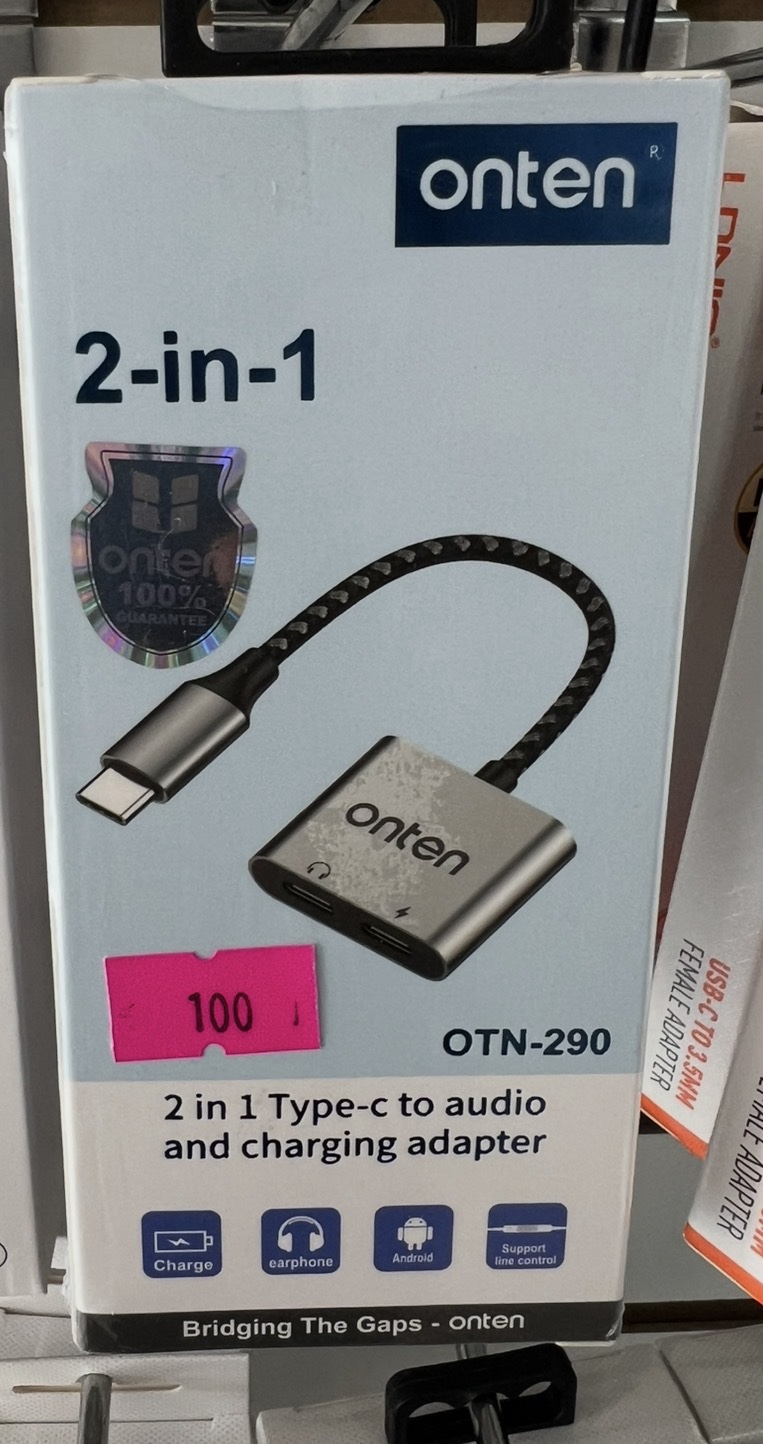 onten®
2-in-1
onten
100%
GUARANTEE
onten
100
OTN-290
2 in 1 Type-c to audio
and charging adapter
Charge
earphone
Android
Support
line control
Bridging The Gaps - onten
USB-C TO 3.5MM
FEMALE ADAPTER
ADAPTER